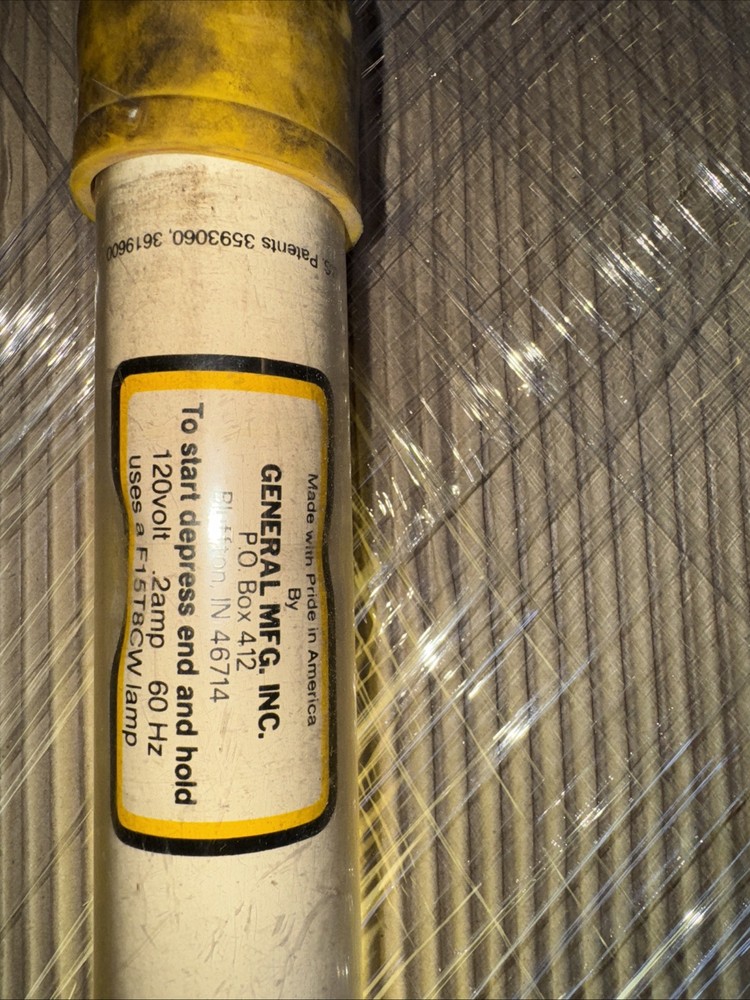 .S. Patents 3593060, 3619600
Made with Pride in America
By
GENERAL MFG. INC.
P.O. Box 412
Bluffton, IN 46714
To start depress end and hold
120volt .2amp 60 Hz
uses a F15T8CW lamp